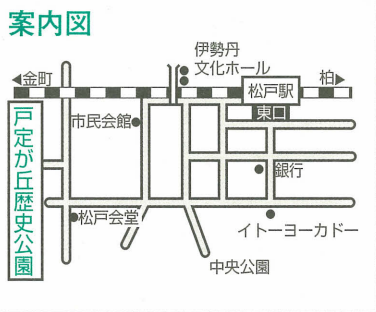 案内図
伊勢丹
文化ホール
◀金町
松戸駅
柏▶
東口
市民会館
戸定が丘歴史公園
銀行
松戸会堂
イトーヨーカドー
中央公園